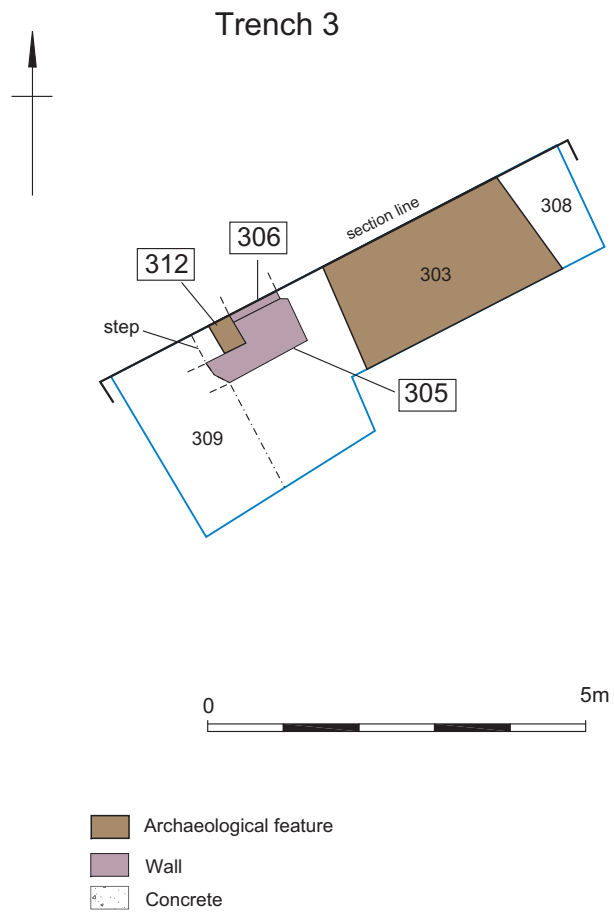 Trench 3
section line
308
306
303
312
step
305
309
0 5m
Archaeological feature
Wall
Concrete